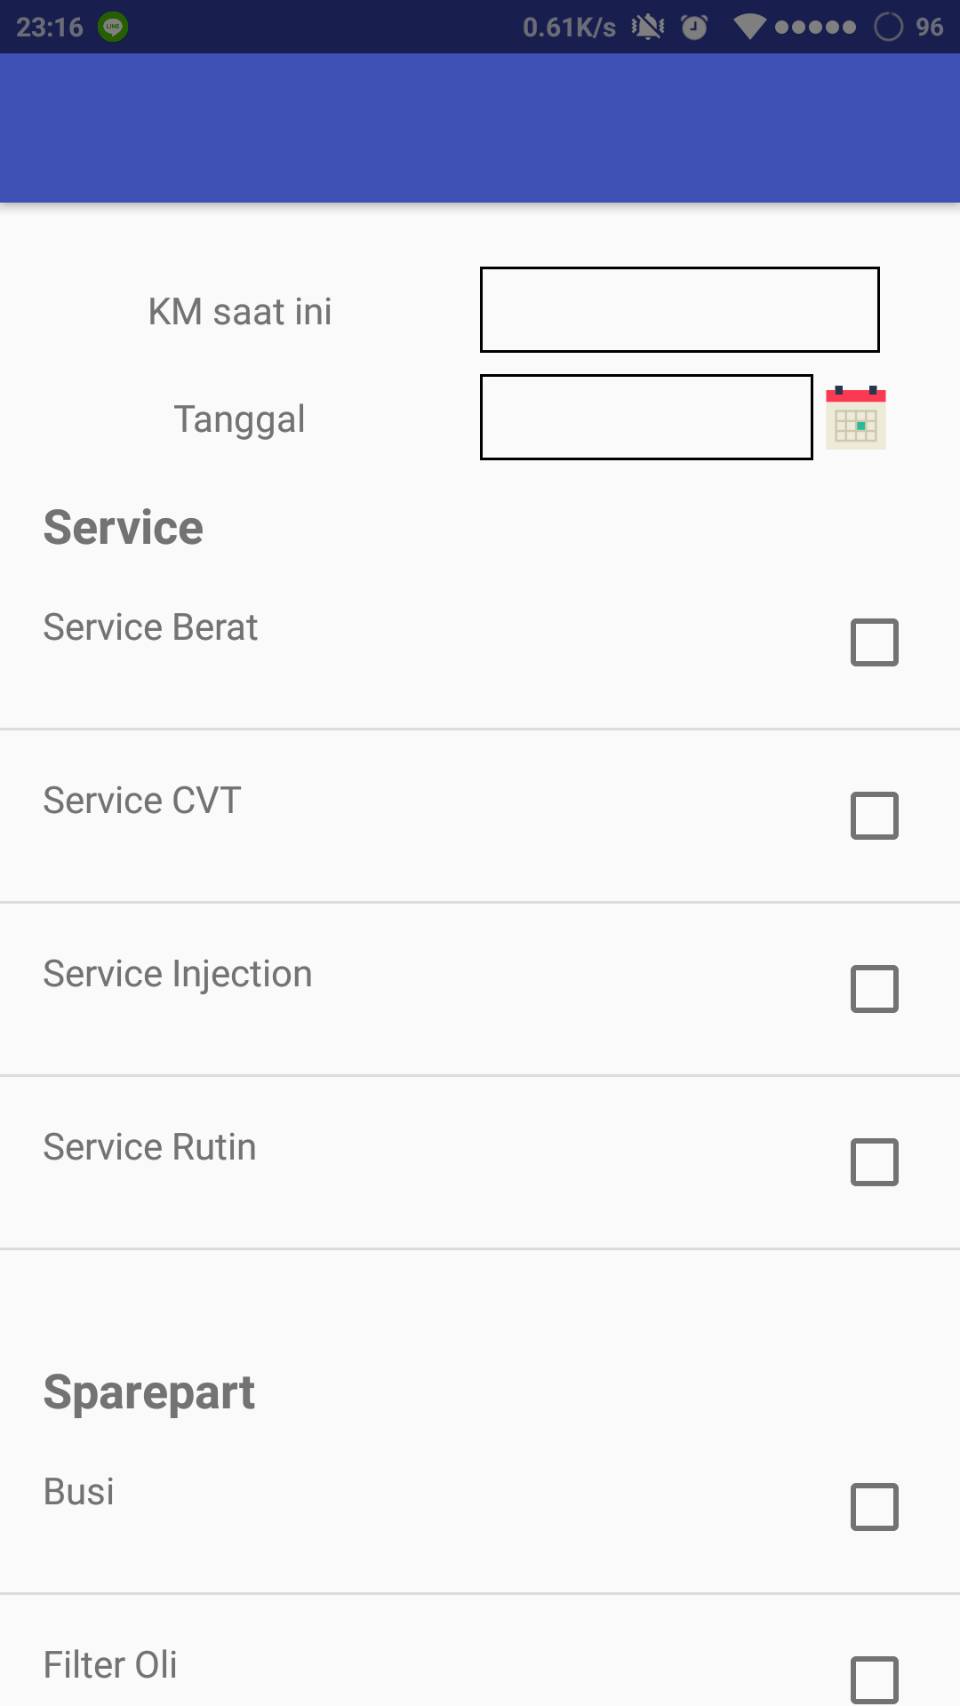 23:16 LINE 0.61K/s 96
KM saat ini
Tanggal
Service
Service Berat
Service CVT
Service Injection
Service Rutin
Sparepart
Busi
Filter Oli